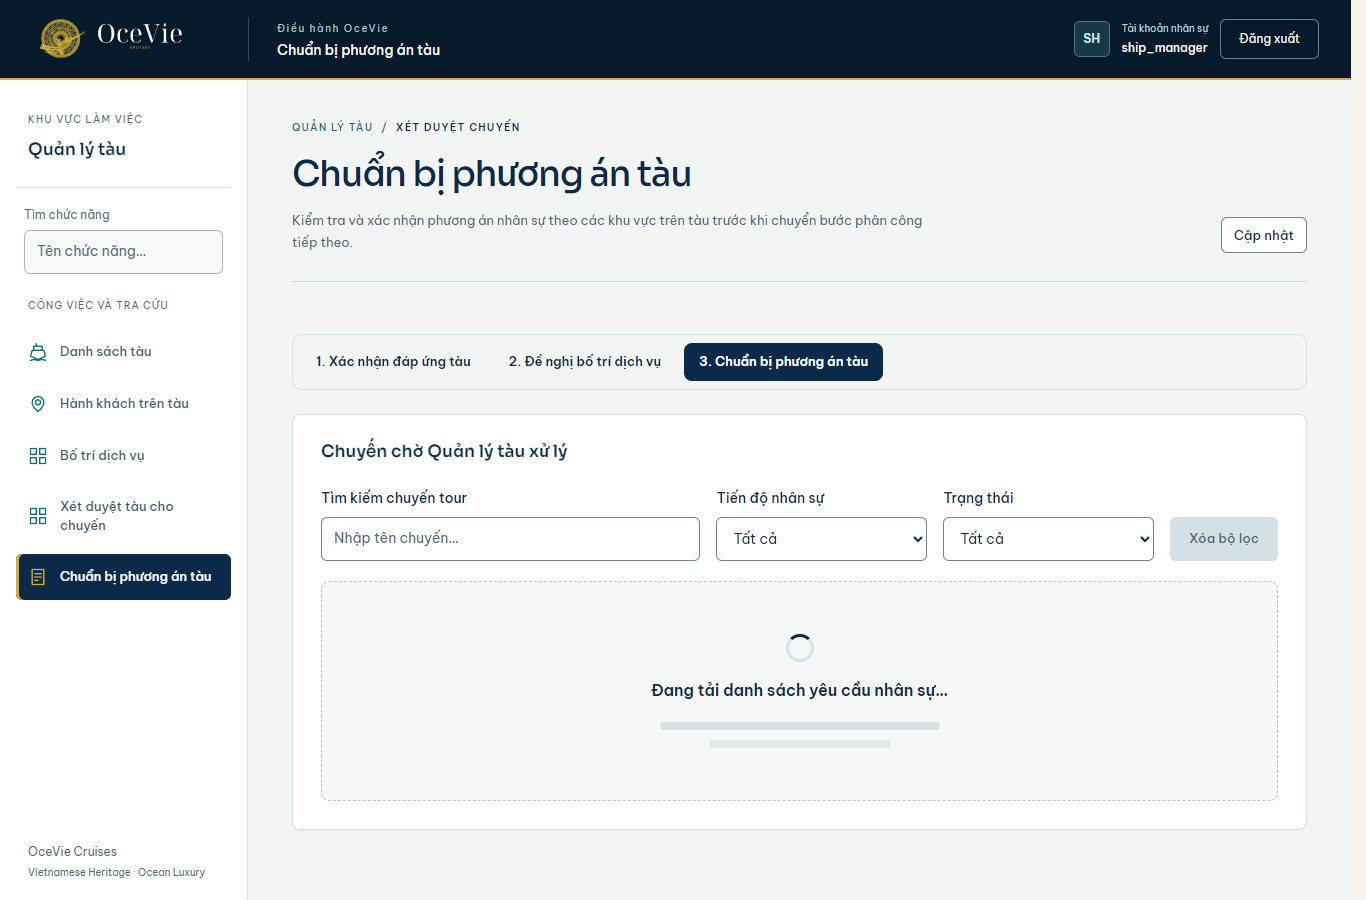 OceVie
CRUISES
Điều hành OceVie
Chuẩn bị phương án tàu
SH
Tài khoản nhân sự
ship_manager
Đăng xuất
KHU VỰC LÀM VIỆC
Quản lý tàu
Tìm chức năng
Tên chức năng...
CÔNG VIỆC VÀ TRA CỨU
Danh sách tàu
Hành khách trên tàu
Bố trí dịch vụ
Xét duyệt tàu cho
chuyến
Chuẩn bị phương án tàu
OceVie Cruises
Vietnamese Heritage · Ocean Luxury
QUẢN LÝ TÀU / XÉT DUYỆT CHUYẾN
Chuẩn bị phương án tàu
Kiểm tra và xác nhận phương án nhân sự theo các khu vực trên tàu trước khi chuyển bước phân công
tiếp theo.
Cập nhật
1. Xác nhận đáp ứng tàu
2. Đề nghị bố trí dịch vụ
3. Chuẩn bị phương án tàu
Chuyến chờ Quản lý tàu xử lý
Tìm kiếm chuyến tour
Tiến độ nhân sự
Trạng thái
Nhập tên chuyến...
Tất cả
Tất cả
Xóa bộ lọc
Đang tải danh sách yêu cầu nhân sự...